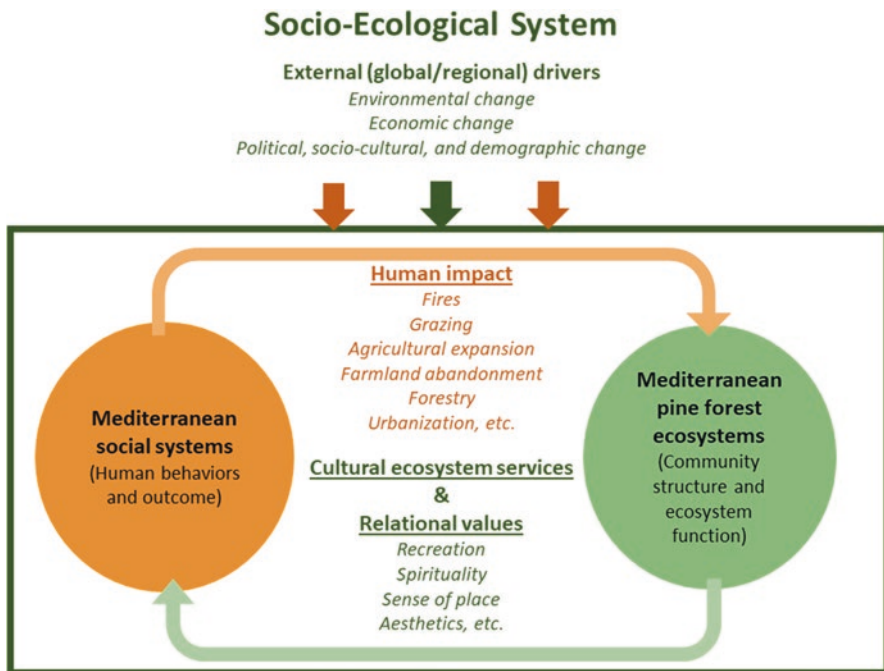 Socio-Ecological System
External (global/regional) drivers
Environmental change
Economic change
Political, socio-cultural, and demographic change
Human impact
Fires
Grazing
Agricultural expansion
Farmland abandonment
Forestry
Urbanization, etc.
Mediterranean
social systems
(Human behaviors
and outcome)
Mediterranean
pine forest
ecosystems
(Community
structure and
ecosystem
function)
Cultural ecosystem services
&
Relational values
Recreation
Spirituality
Sense of place
Aesthetics, etc.